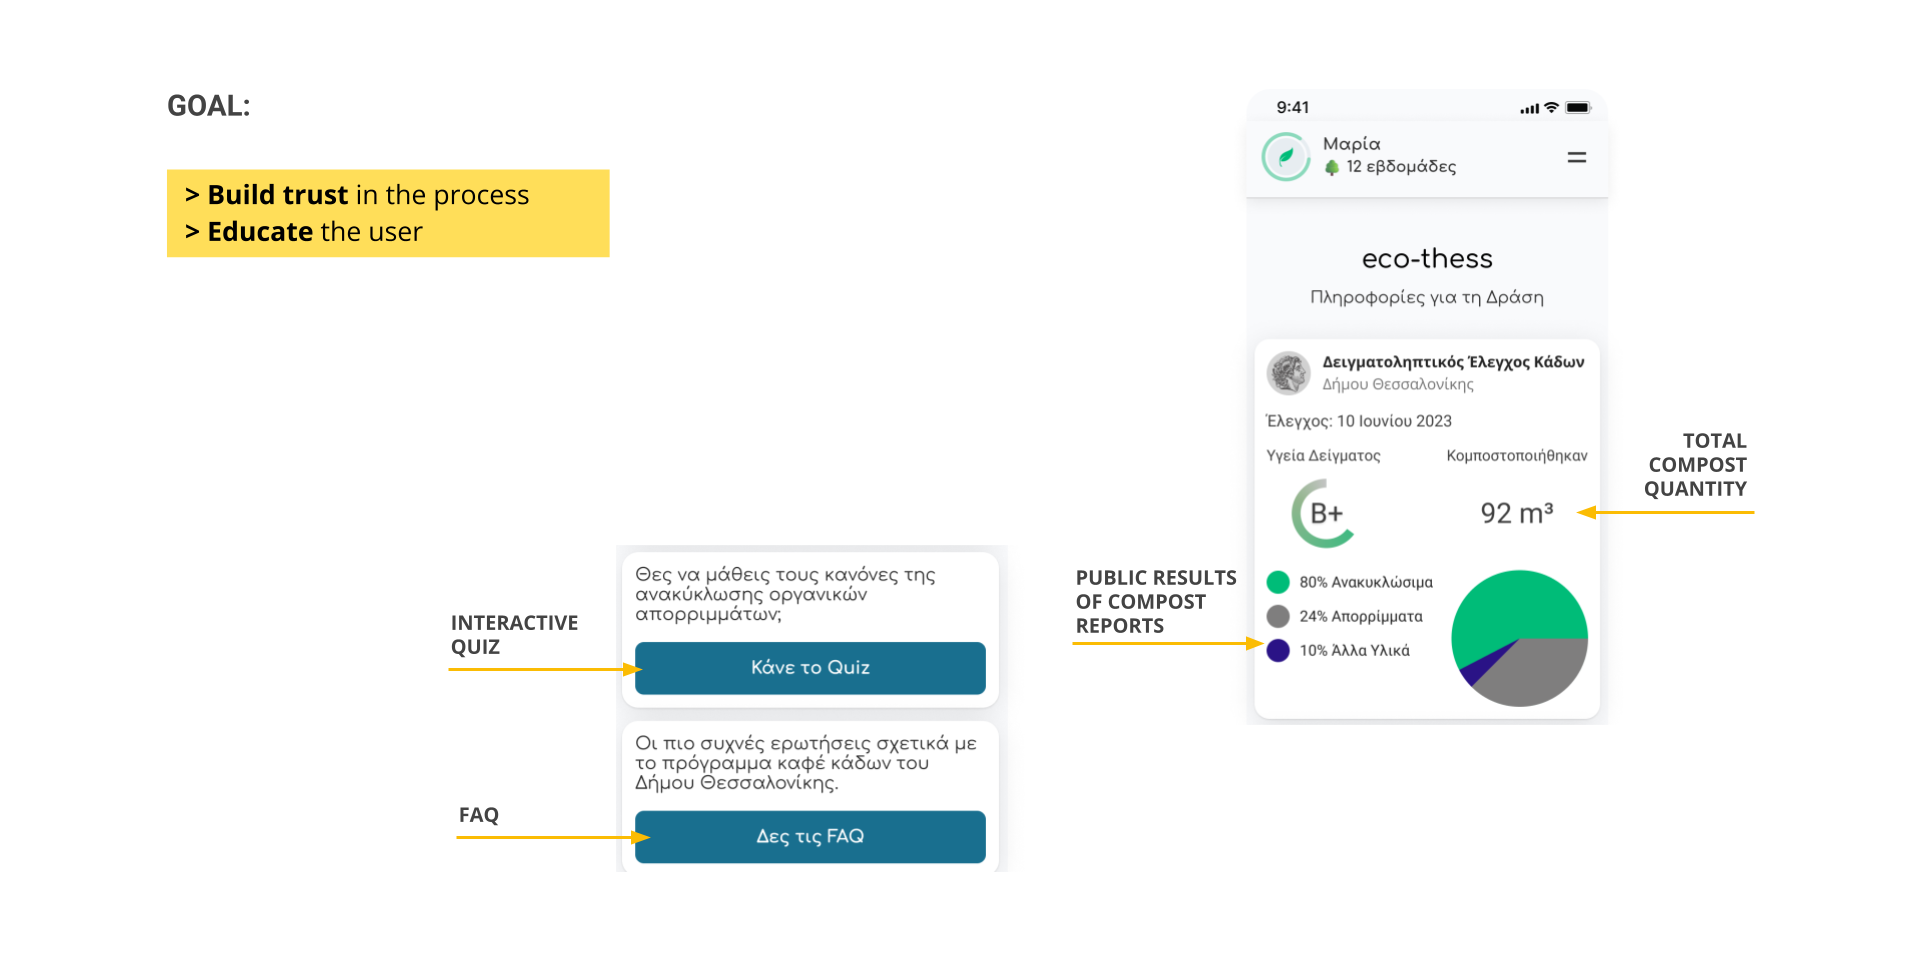 GOAL:
> Build trust in the process
> Educate the user
INTERACTIVE
QUIZ
Θες να μάθεις τους κανόνες της
ανακύκλωσης οργανικών
απορριμμάτων;
Κάνε το Quiz
FAQ
Οι πιο συχνές ερωτήσεις σχετικά με
το πρόγραμμα καφέ κάδων του
Δήμου Θεσσαλονίκης.
Δες τις FAQ
9:41
Μαρία
12 εβδομάδες
eco-thess
Πληροφορίες για τη Δράση
Δειγματοληπτικός Έλεγχος Κάδων
Δήμου Θεσσαλονίκης
Έλεγχος: 10 Ιουνίου 2023
Υγεία Δείγματος
Κομποστοποιήθηκαν
B+
92 m³
80% Ανακυκλώσιμα
24% Απορρίμματα
10% Άλλα Υλικά
PUBLIC RESULTS
OF COMPOST
REPORTS
TOTAL
COMPOST
QUANTITY